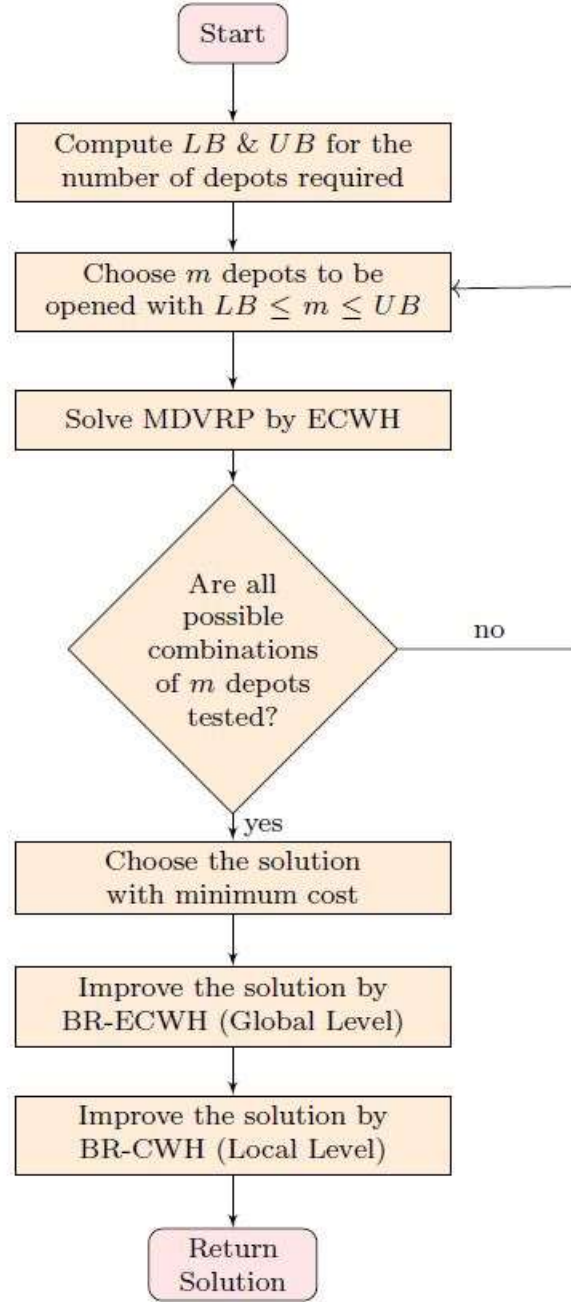 Start
Compute LB & UB for the
number of depots required
Choose m depots to be
opened with LB ≤ m ≤ UB
Solve MDVRP by ECWH
Are all
possible
combinations
of m depots
tested?
no
yes
Choose the solution
with minimum cost
Improve the solution by
BR-ECWH (Global Level)
Improve the solution by
BR-CWH (Local Level)
Return
Solution